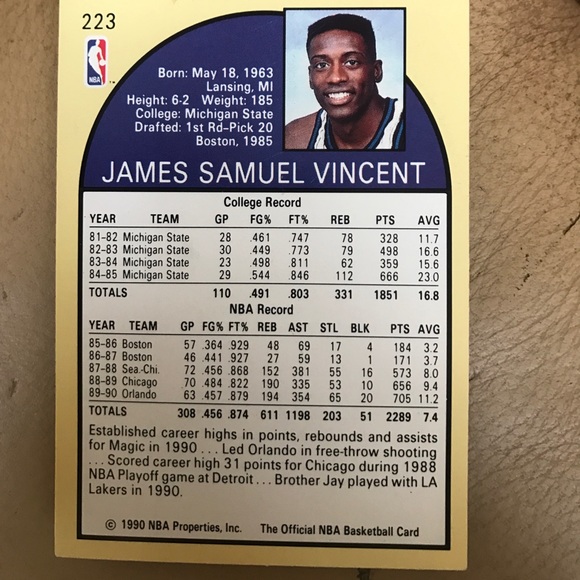 223
NBA
Born: May 18, 1963
Lansing, MI
Height: 6-2 Weight: 185
College: Michigan State
Drafted: 1st Rd-Pick 20
Boston, 1985
JAMES SAMUEL VINCENT
College Record
YEAR TEAM GP FG% FT% REB PTS AVG
81–82 Michigan State 28 .461 .747 78 328 11.7
82–83 Michigan State 30 .449 .773 79 498 16.6
83–84 Michigan State 23 .498 .811 62 359 15.6
84–85 Michigan State 29 .544 .846 112 666 23.0
TOTALS 110 .491 .803 331 1851 16.8
NBA Record
YEAR TEAM GP FG% FT% REB AST STL BLK PTS AVG
85–86 Boston 57 .364 .929 48 69 17 4 184 3.2
86–87 Boston 46 .441 .927 27 59 13 1 171 3.7
87–88 Sea.-Chi. 72 .456 .868 152 381 55 16 573 8.0
88–89 Chicago 70 .484 .822 190 335 53 10 656 9.4
89–90 Orlando 63 .457 .879 194 354 65 20 705 11.2
TOTALS 308 .456 .874 611 1198 203 51 2289 7.4
Established career highs in points, rebounds and assists
for Magic in 1990 . . . Led Orlando in free-throw shooting
. . . Scored career high 31 points for Chicago during 1988
NBA Playoff game at Detroit . . . Brother Jay played with LA
Lakers in 1990.
© 1990 NBA Properties, Inc. The Official NBA Basketball Card